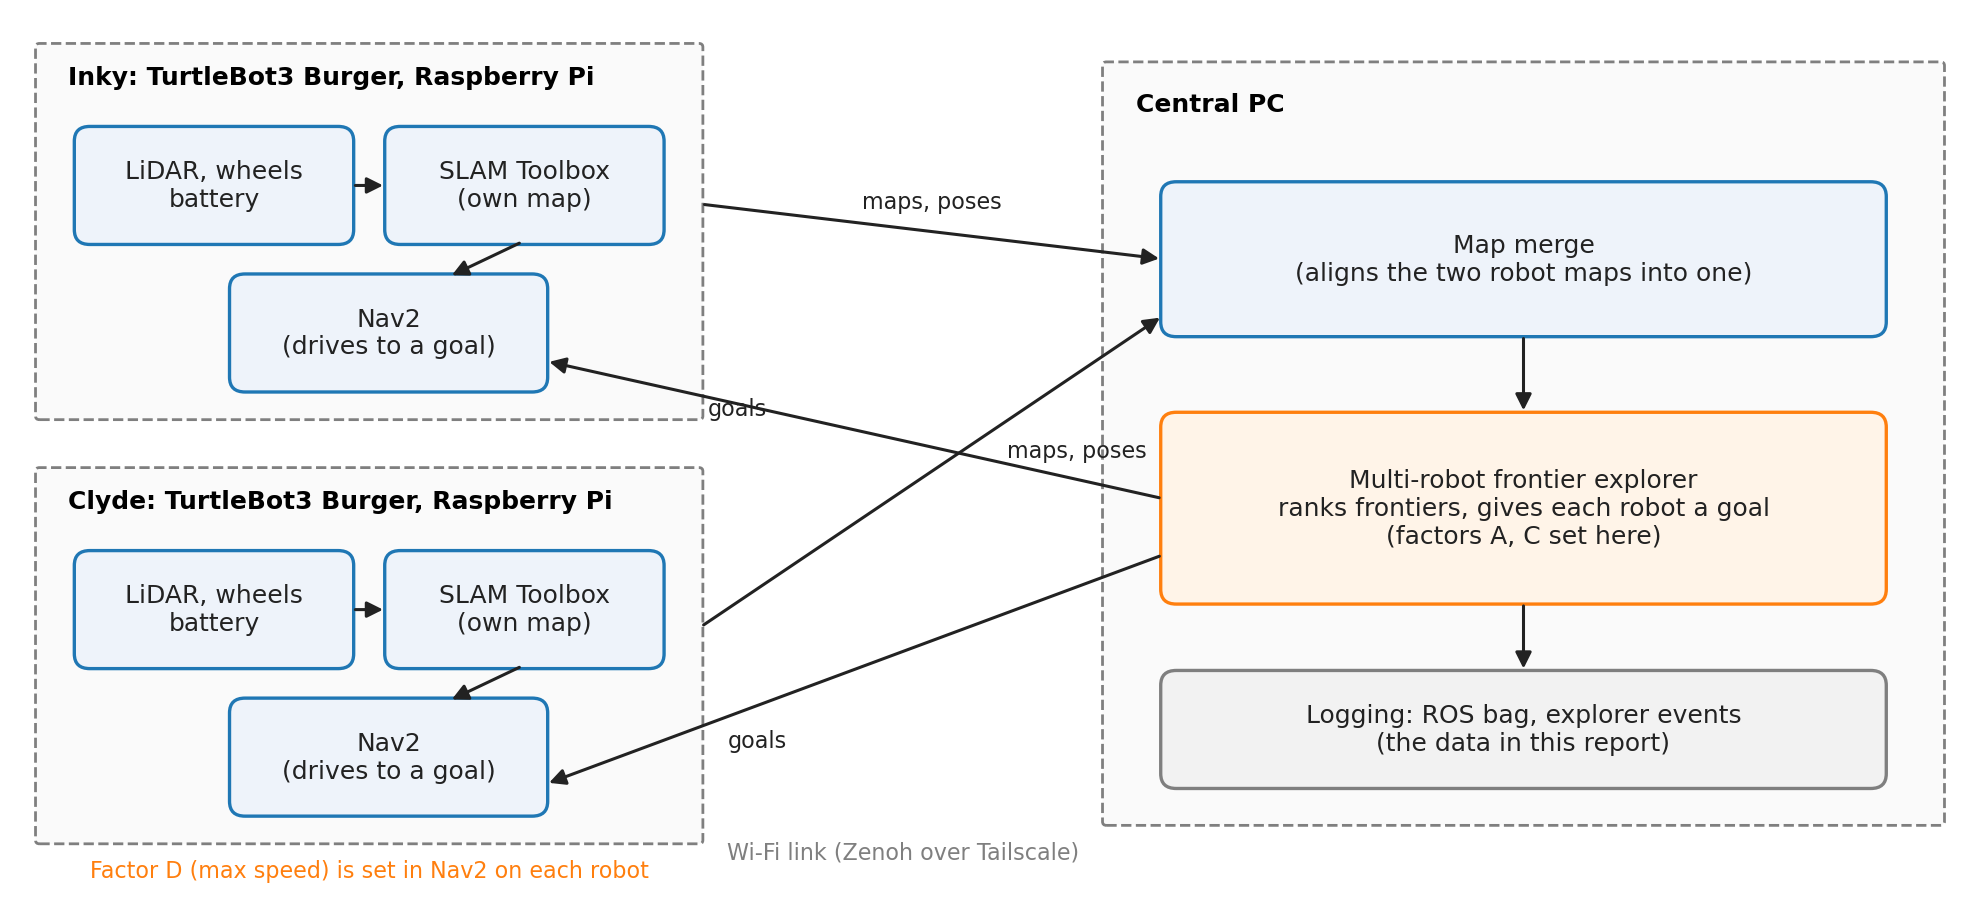 Inky: TurtleBot3 Burger, Raspberry Pi
LiDAR, wheels
battery
SLAM Toolbox
(own map)
Nav2
(drives to a goal)
Clyde: TurtleBot3 Burger, Raspberry Pi
LiDAR, wheels
battery
SLAM Toolbox
(own map)
Nav2
(drives to a goal)
Factor D (max speed) is set in Nav2 on each robot
maps, poses
goals
maps, poses
goals
Wi-Fi link (Zenoh over Tailscale)
Central PC
Map merge
(aligns the two robot maps into one)
Multi-robot frontier explorer
ranks frontiers, gives each robot a goal
(factors A, C set here)
Logging: ROS bag, explorer events
(the data in this report)